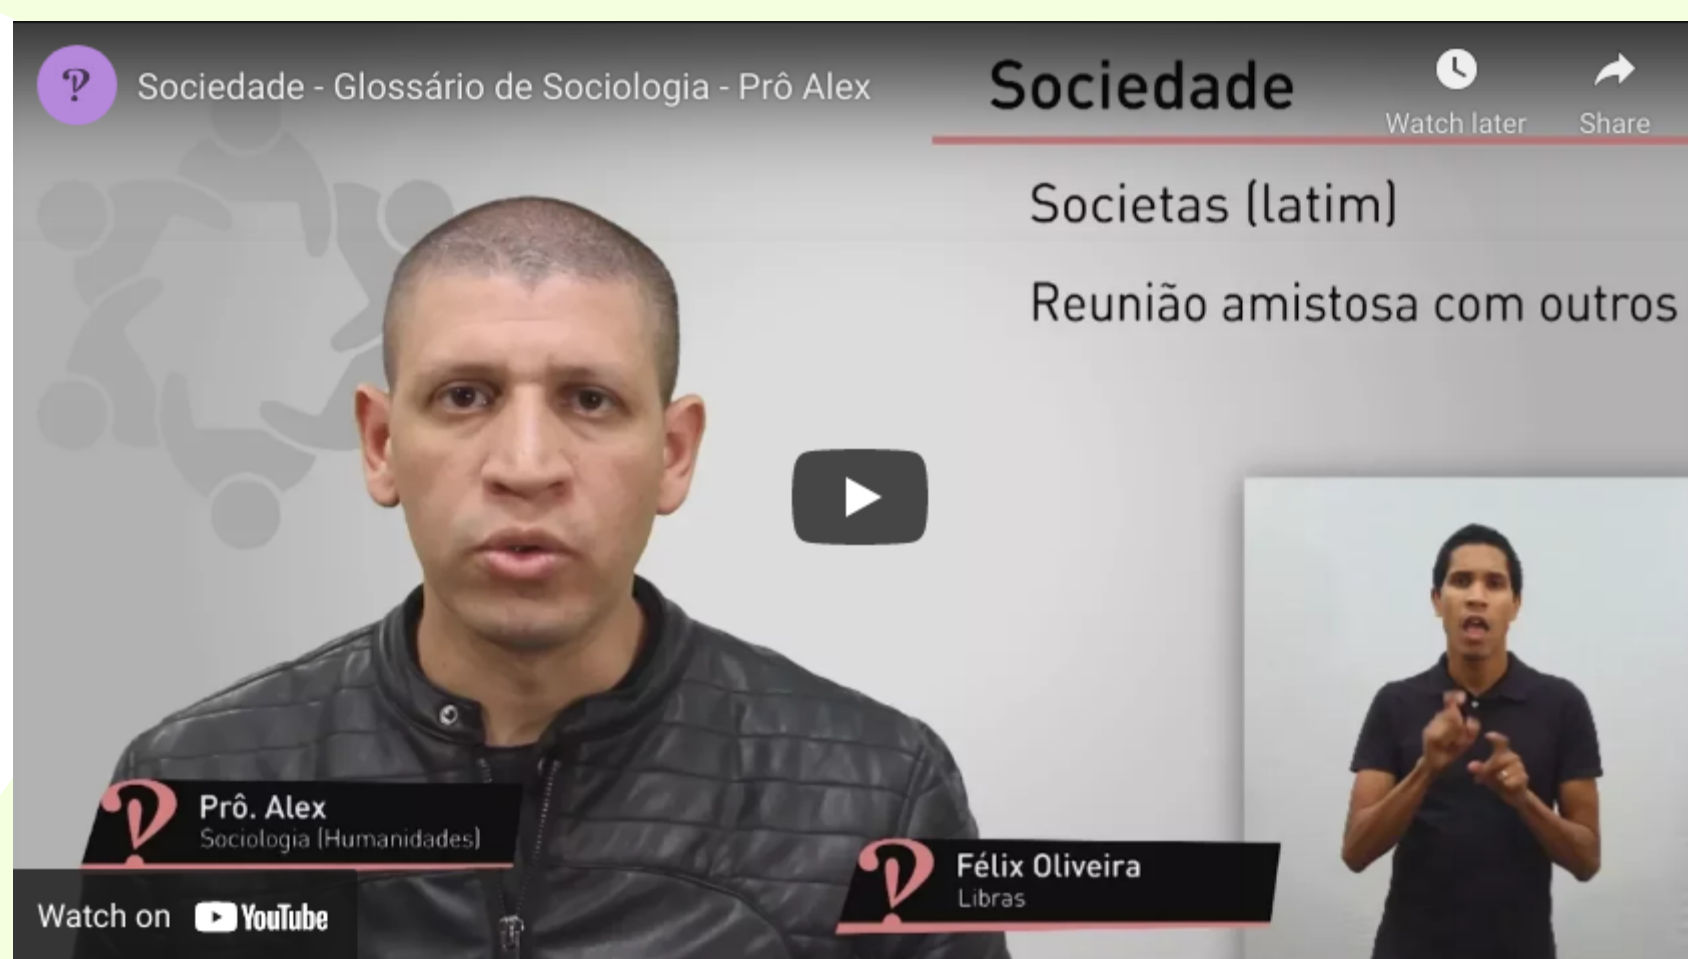 Sociedade - Glossário de Sociologia - Prô Alex
Sociedade
Watch later
Share
Societas (latim)
Reunião amistosa com outros
Prô. Alex
Sociologia (Humanidades)
Félix Oliveira
Libras
Watch on YouTube